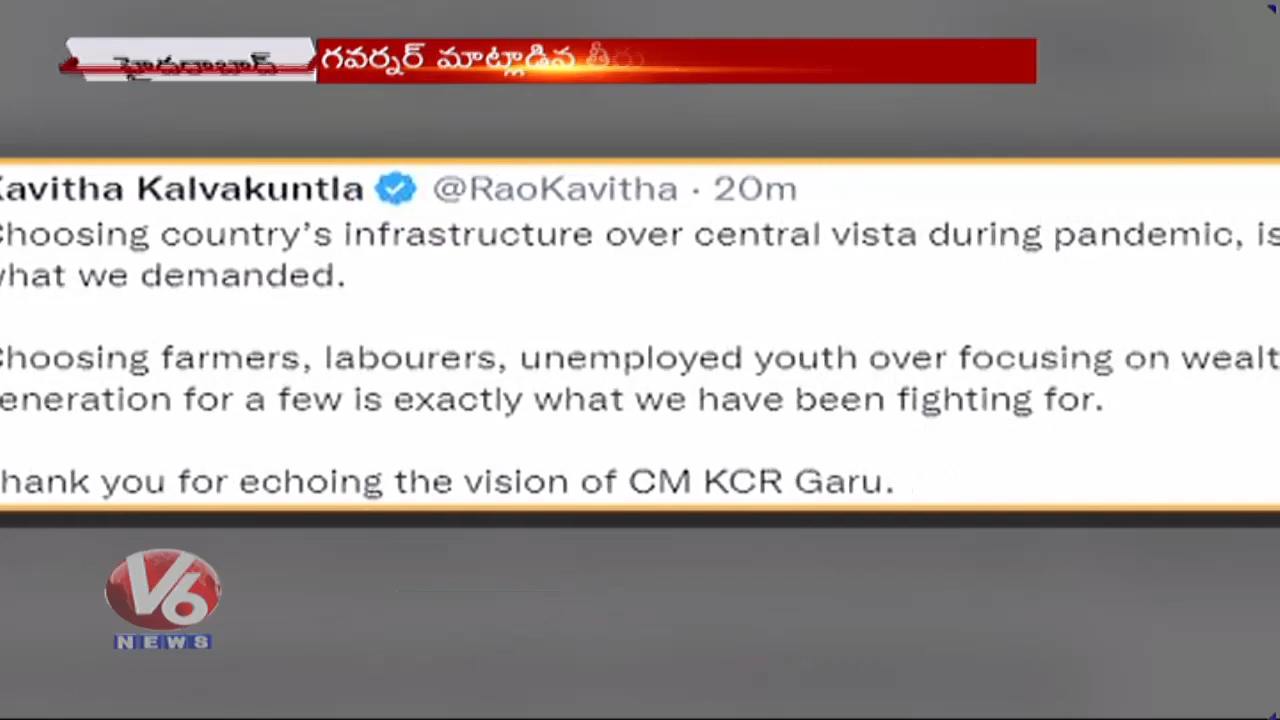 హైదరాబాద్
గవర్నర్ మాట్లాడిన తీరు
Kavitha Kalvakuntla @RaoKavitha · 20m
Choosing country's infrastructure over central vista during pandemic, is
what we demanded.
Choosing farmers, labourers, unemployed youth over focusing on wealt
eneration for a few is exactly what we have been fighting for.
hank you for echoing the vision of CM KCR Garu.
V6
NEWS